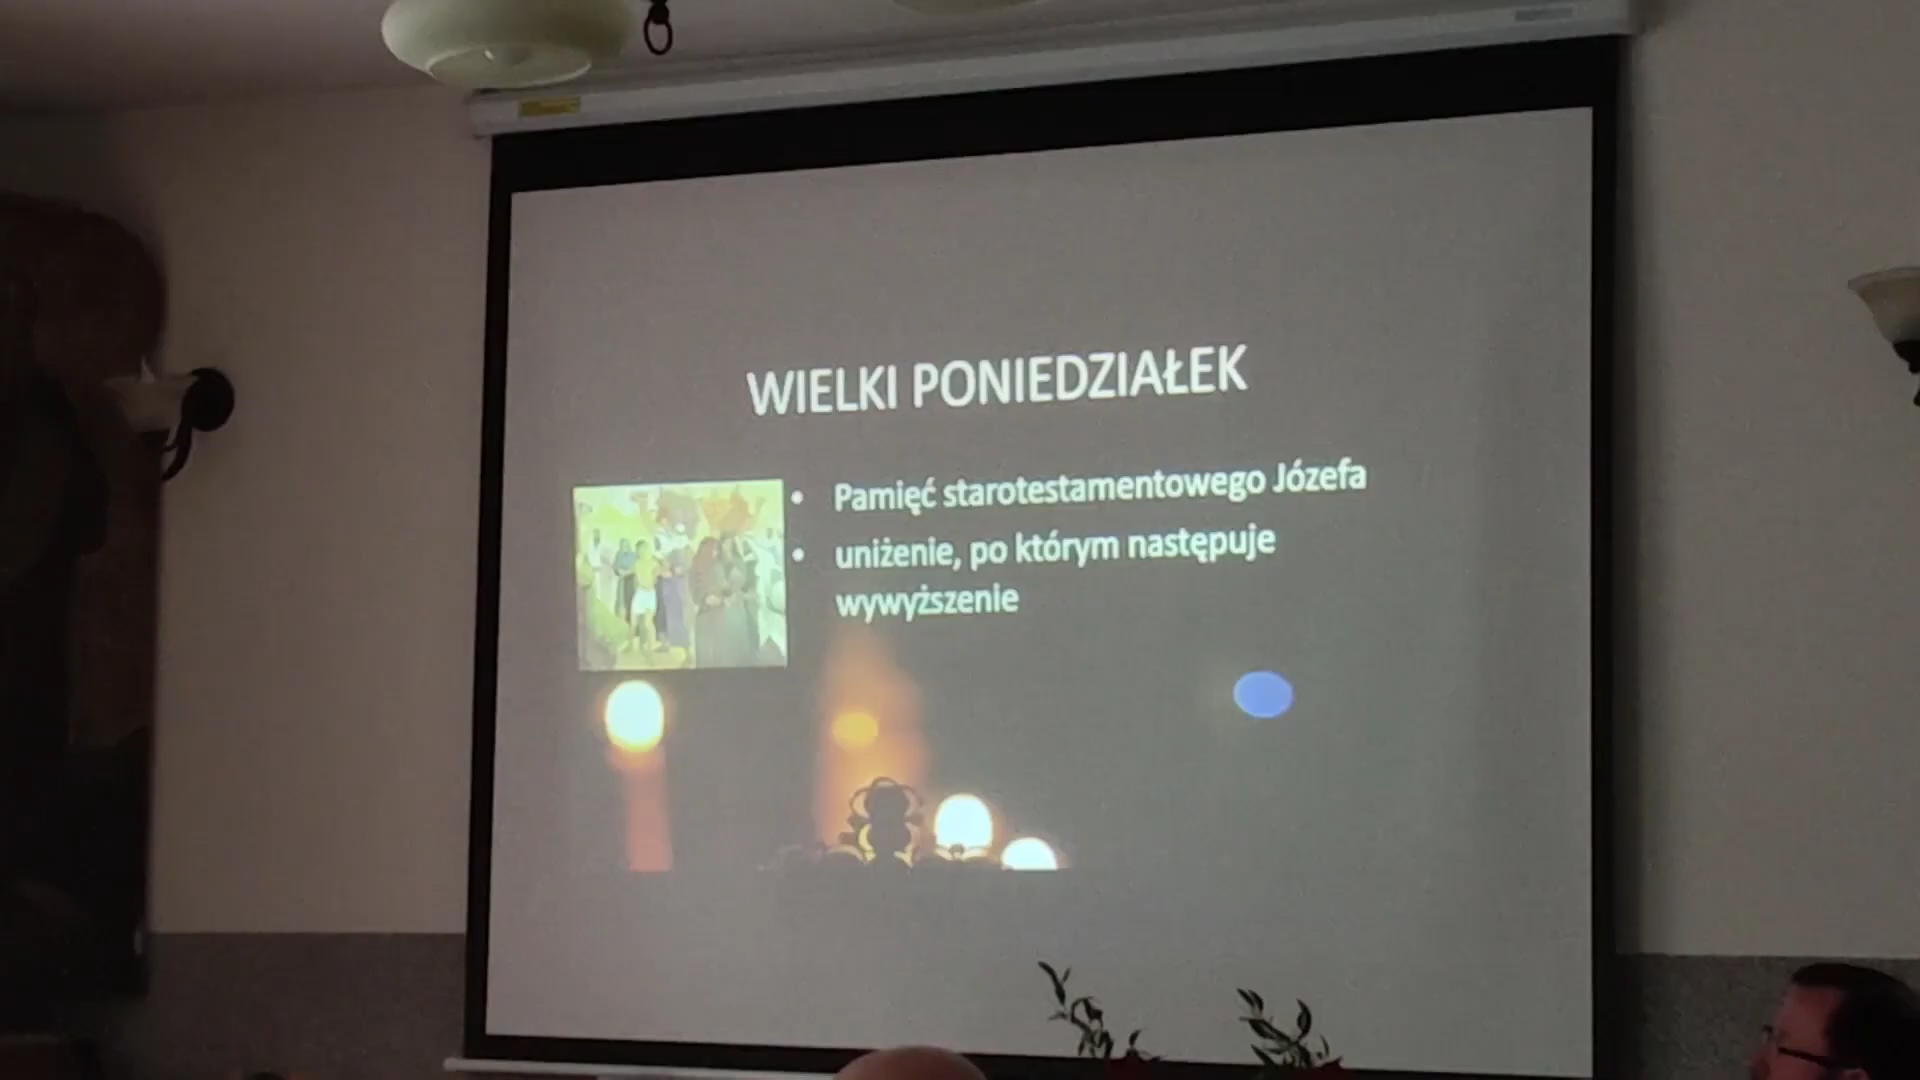 WIELKI PONIEDZIAŁEK
• Pamięć starotestamentowego Józefa
• uniżenie, po którym następuje
wywyższenie